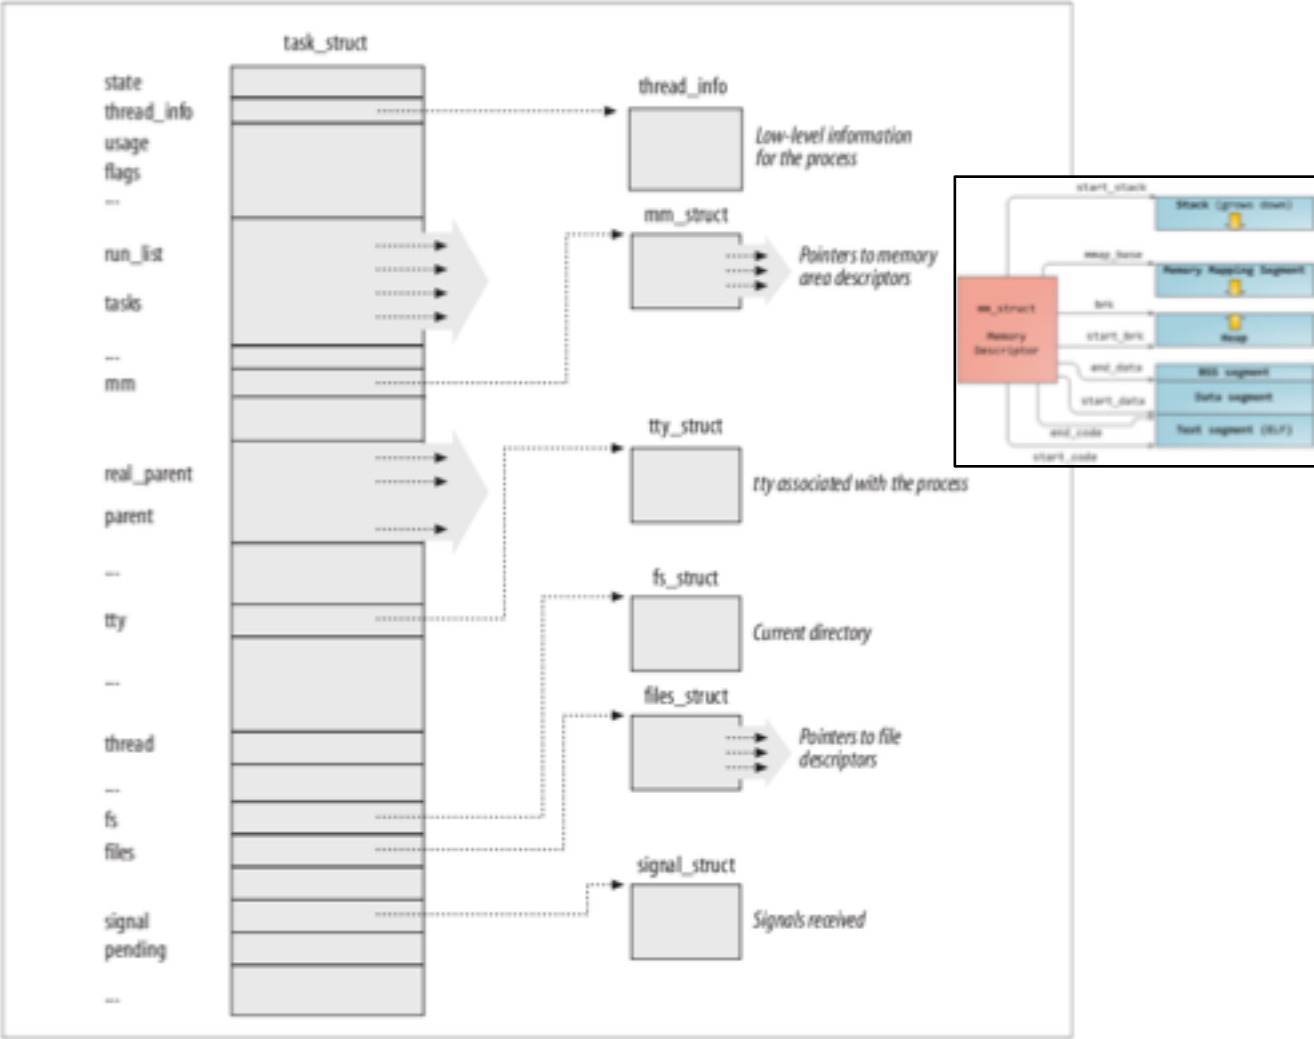 task_struct
state
thread_info
usage
flags
...
run_list
tasks
...
mm
real_parent
parent
...
tty
...
thread
...
fs
files
signal
pending
...
thread_info
Low-level information
for the process
mm_struct
Pointers to memory
area descriptors
tty_struct
tty associated with the process
fs_struct
Current directory
files_struct
Pointers to file
descriptors
signal_struct
Signals received
start_stack
Stack (grows down)
mmap_base
Memory Mapping Segment
mm_struct
Memory
Descriptor
brk
start_brk
Heap
end_data
BSS segment
start_data
Data segment
end_code
Text segment (ELF)
start_code